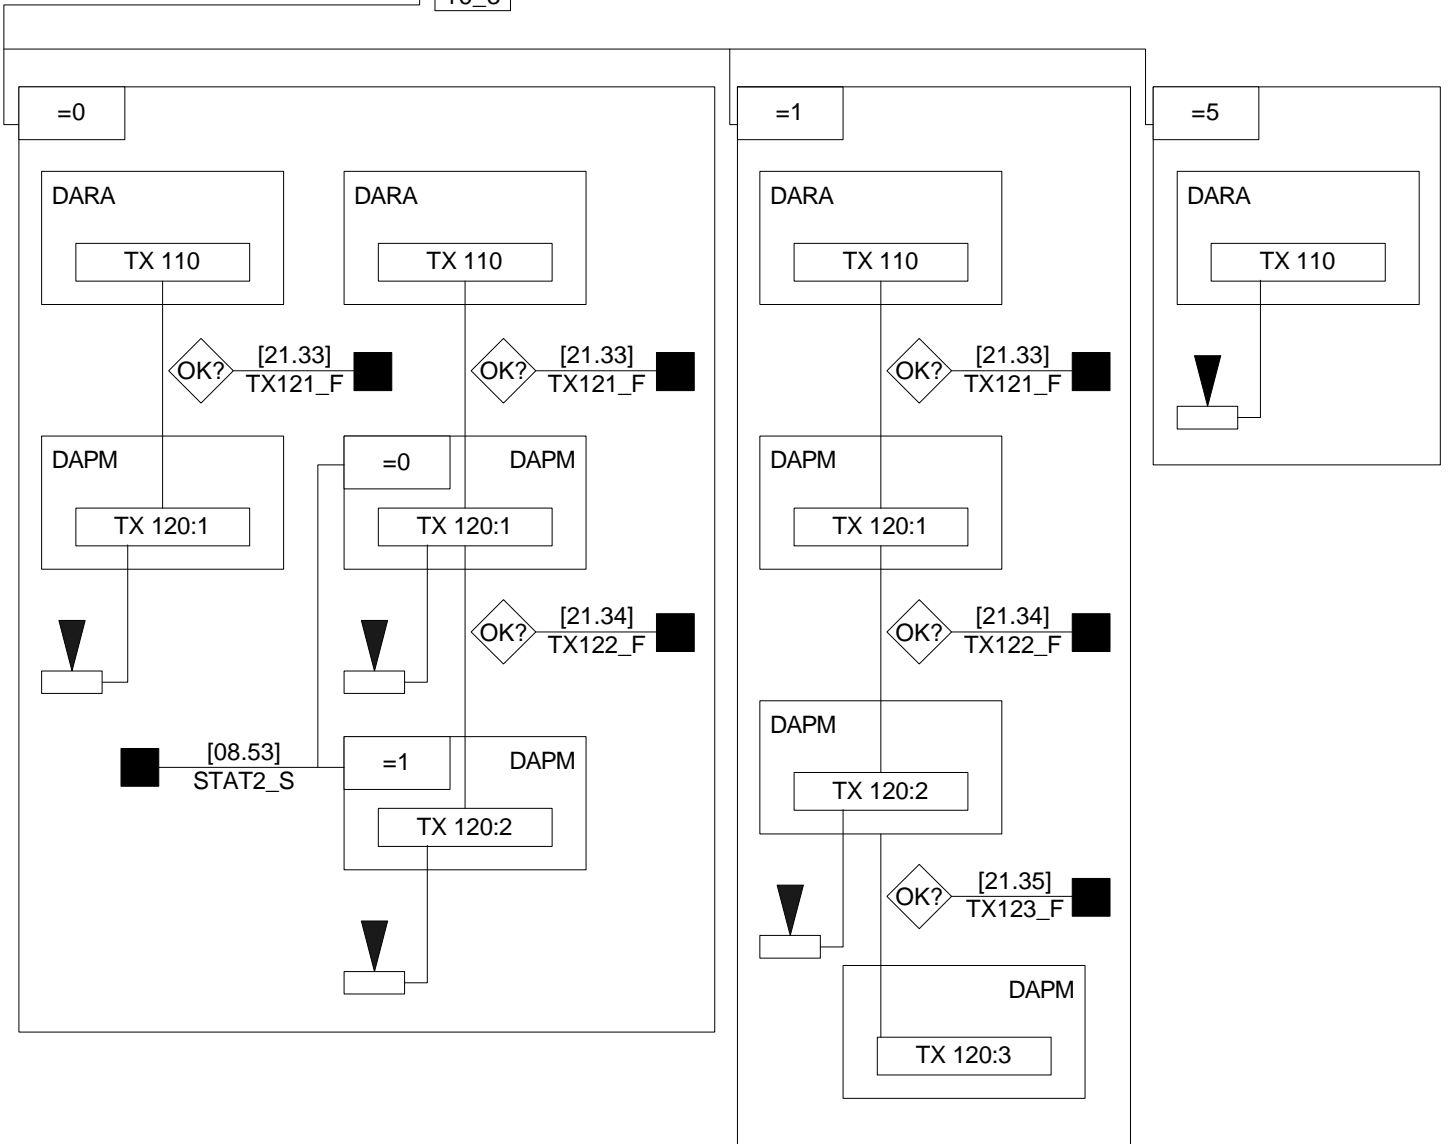 =0
DARA
TX 110
OK?
[21.33]
TX121_F
DAPM
TX 120:1
DARA
TX 110
OK?
[21.33]
TX121_F
=0
DAPM
TX 120:1
OK?
[21.34]
TX122_F
[08.53]
STAT2_S
=1
DAPM
TX 120:2
=1
DARA
TX 110
OK?
[21.33]
TX121_F
DAPM
TX 120:1
OK?
[21.34]
TX122_F
DAPM
TX 120:2
OK?
[21.35]
TX123_F
DAPM
TX 120:3
=5
DARA
TX 110